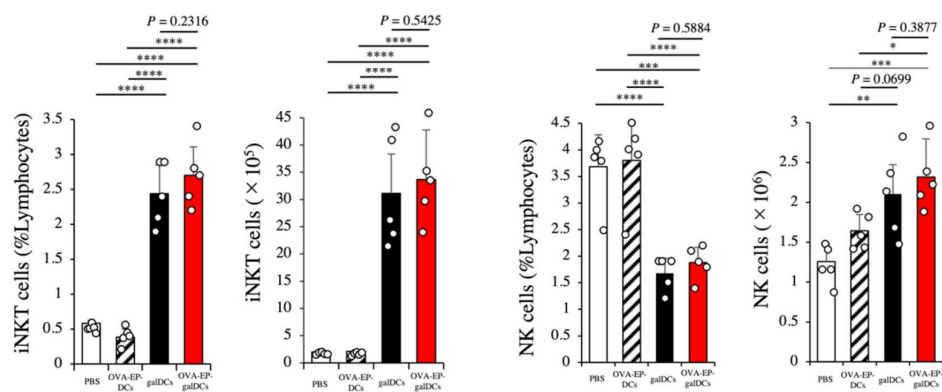 P = 0.2316
****
****
****
****
****
iNKT cells (%Lymphocytes)
3.5
3
2.5
2
1.5
1
0.5
0
PBS
OVA-EP-
DCs
galDCs
OVA-EP-
galDCs
P = 0.5425
****
****
****
****
****
iNKT cells (×10⁵)
45
40
35
30
25
20
15
10
5
0
PBS
OVA-EP-
DCs
galDCs
OVA-EP-
galDCs
P = 0.5884
****
***
****
****
NK cells (%Lymphocytes)
4.5
4
3.5
3
2.5
2
1.5
1
0.5
0
PBS
OVA-EP-
DCs
galDCs
OVA-EP-
galDCs
P = 0.3877
*
***
P = 0.0699
**
NK cells (×10⁶)
3
2.5
2
1.5
1
0.5
0
PBS
OVA-EP-
DCs
galDCs
OVA-EP-
galDCs